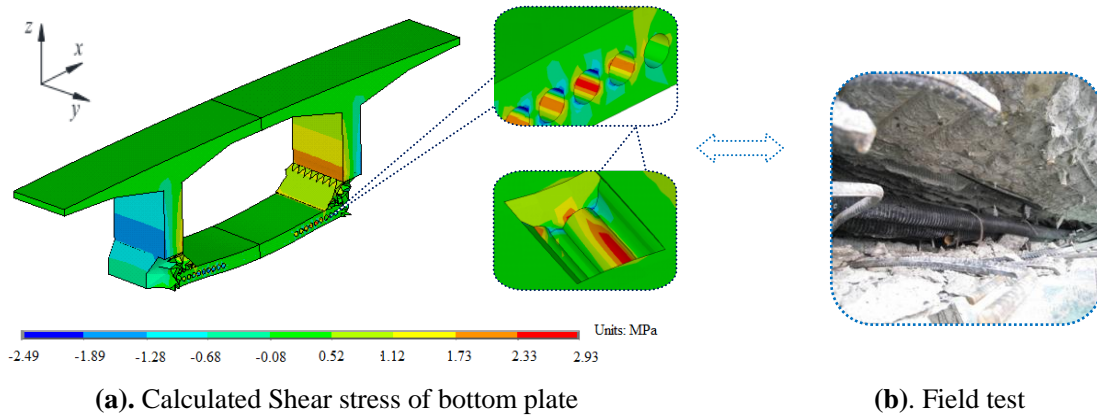 z
x
y
Units: MPa
-2.49 -1.89 -1.28 -0.68 -0.08 0.52 1.12 1.73 2.33 2.93
(a). Calculated Shear stress of bottom plate
(b). Field test